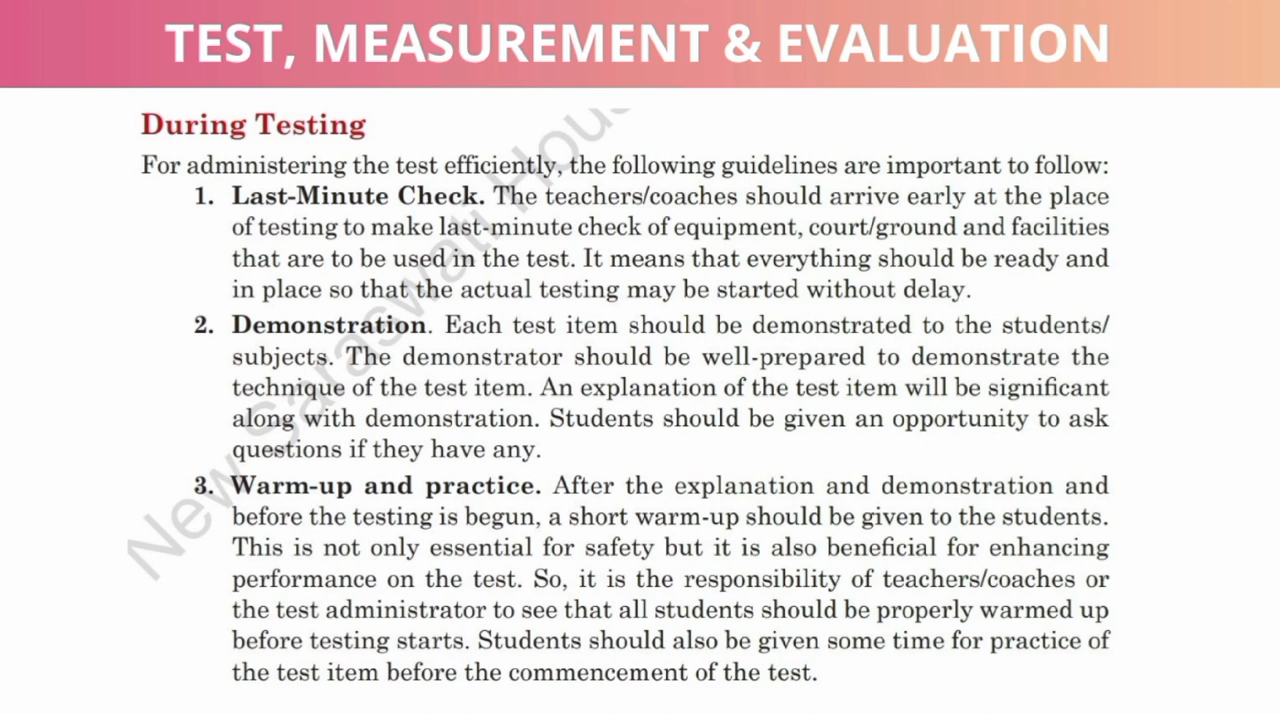 TEST, MEASUREMENT & EVALUATION
During Testing
For administering the test efficiently, the following guidelines are important to follow:
1. Last-Minute Check. The teachers/coaches should arrive early at the place
of testing to make last-minute check of equipment, court/ground and facilities
that are to be used in the test. It means that everything should be ready and
in place so that the actual testing may be started without delay.
2. Demonstration. Each test item should be demonstrated to the students/
subjects. The demonstrator should be well-prepared to demonstrate the
technique of the test item. An explanation of the test item will be significant
along with demonstration. Students should be given an opportunity to ask
questions if they have any.
3. Warm-up and practice. After the explanation and demonstration and
before the testing is begun, a short warm-up should be given to the students.
This is not only essential for safety but it is also beneficial for enhancing
performance on the test. So, it is the responsibility of teachers/coaches or
the test administrator to see that all students should be properly warmed up
before testing starts. Students should also be given some time for practice of
the test item before the commencement of the test.
New Saraswati